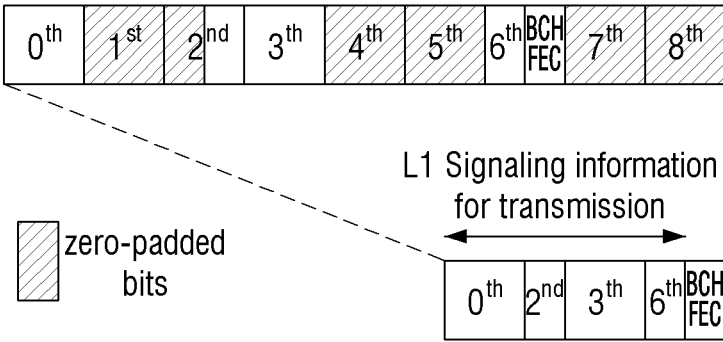 0th 1st 2nd 3th 4th 5th 6th BCH FEC 7th 8th
L1 Signaling information
for transmission
zero-padded
bits
0th 2nd 3th 6th BCH FEC